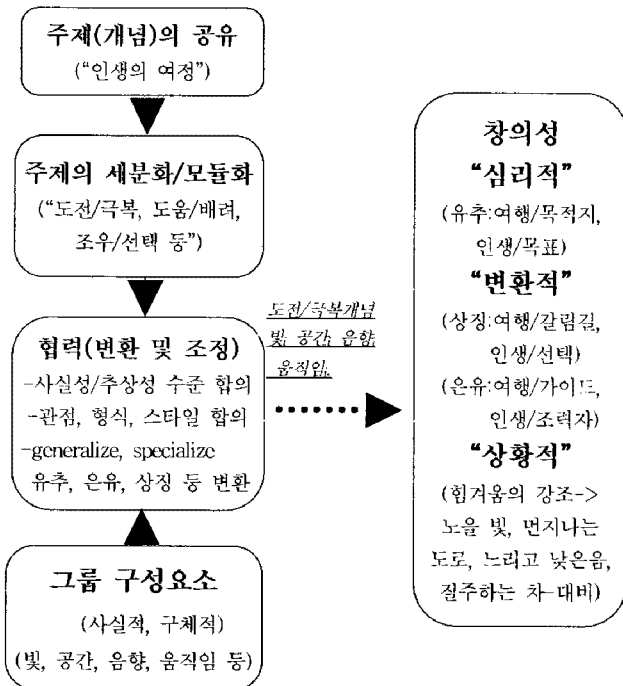 주제(개념)의 공유
(“인생의 여정”)
주제의 세분화/모듈화
(“도전/극복, 도움/배려,
조우/선택 등”)
협력(변환 및 조정)
-사실성/추상성 수준 합의
-관점, 형식, 스타일 합의
-generalize, specialize
유추, 은유, 상징 등 변환
그룹 구성요소
(사실적, 구체적)
(빛, 공간, 음향, 움직임 등)
도전/극복개념
빛, 공간, 음향,
움직임,
창의성
“심리적”
(유추:여행/목적지,
인생/목표)
“변환적”
(상징:여행/갈림길,
인생/선택)
(은유:여행/가이드,
인생/조력자)
“상황적”
(힘겨움의 강조->
노을 빛, 먼지나는
도로, 느리고 낮은음,
질주하는 차-대비)